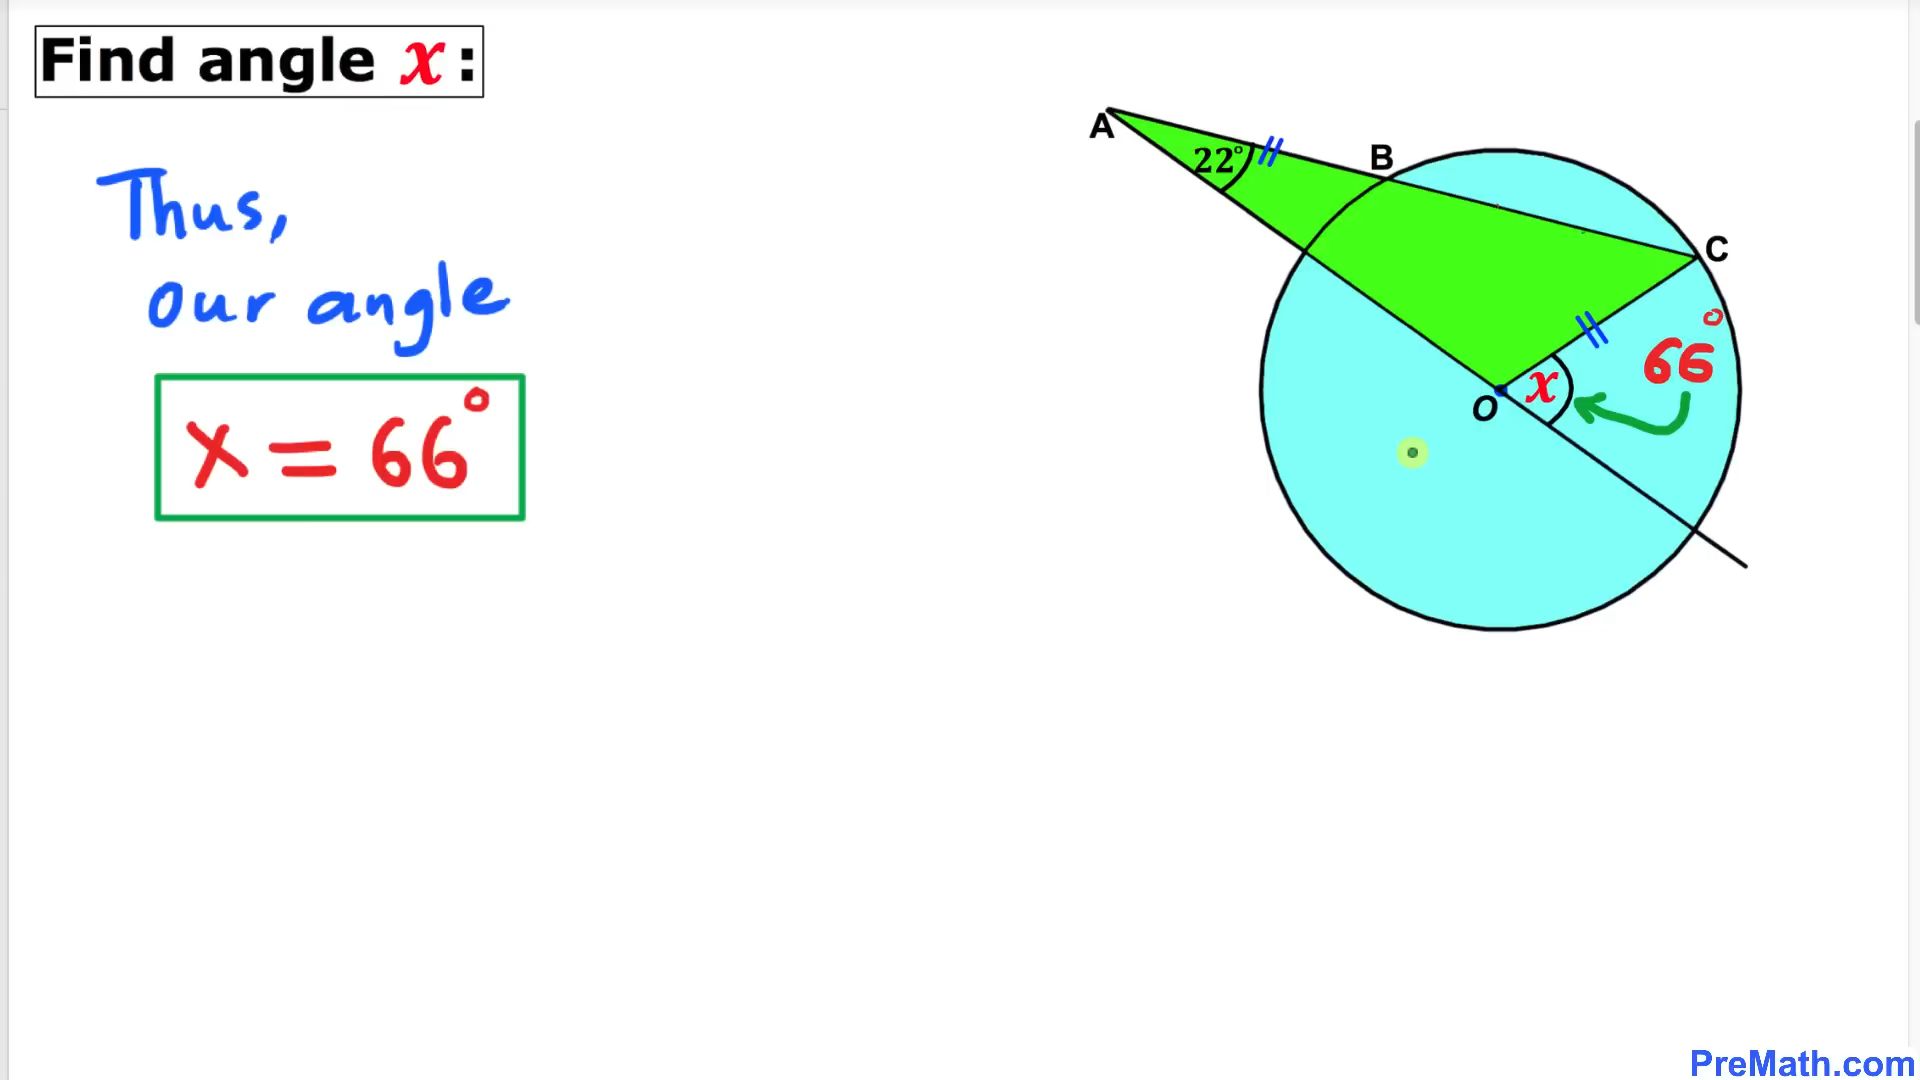 Find angle x :
Thus,
our angle
x = 66°
A
22°
B
C
66°
x
O
PreMath.com